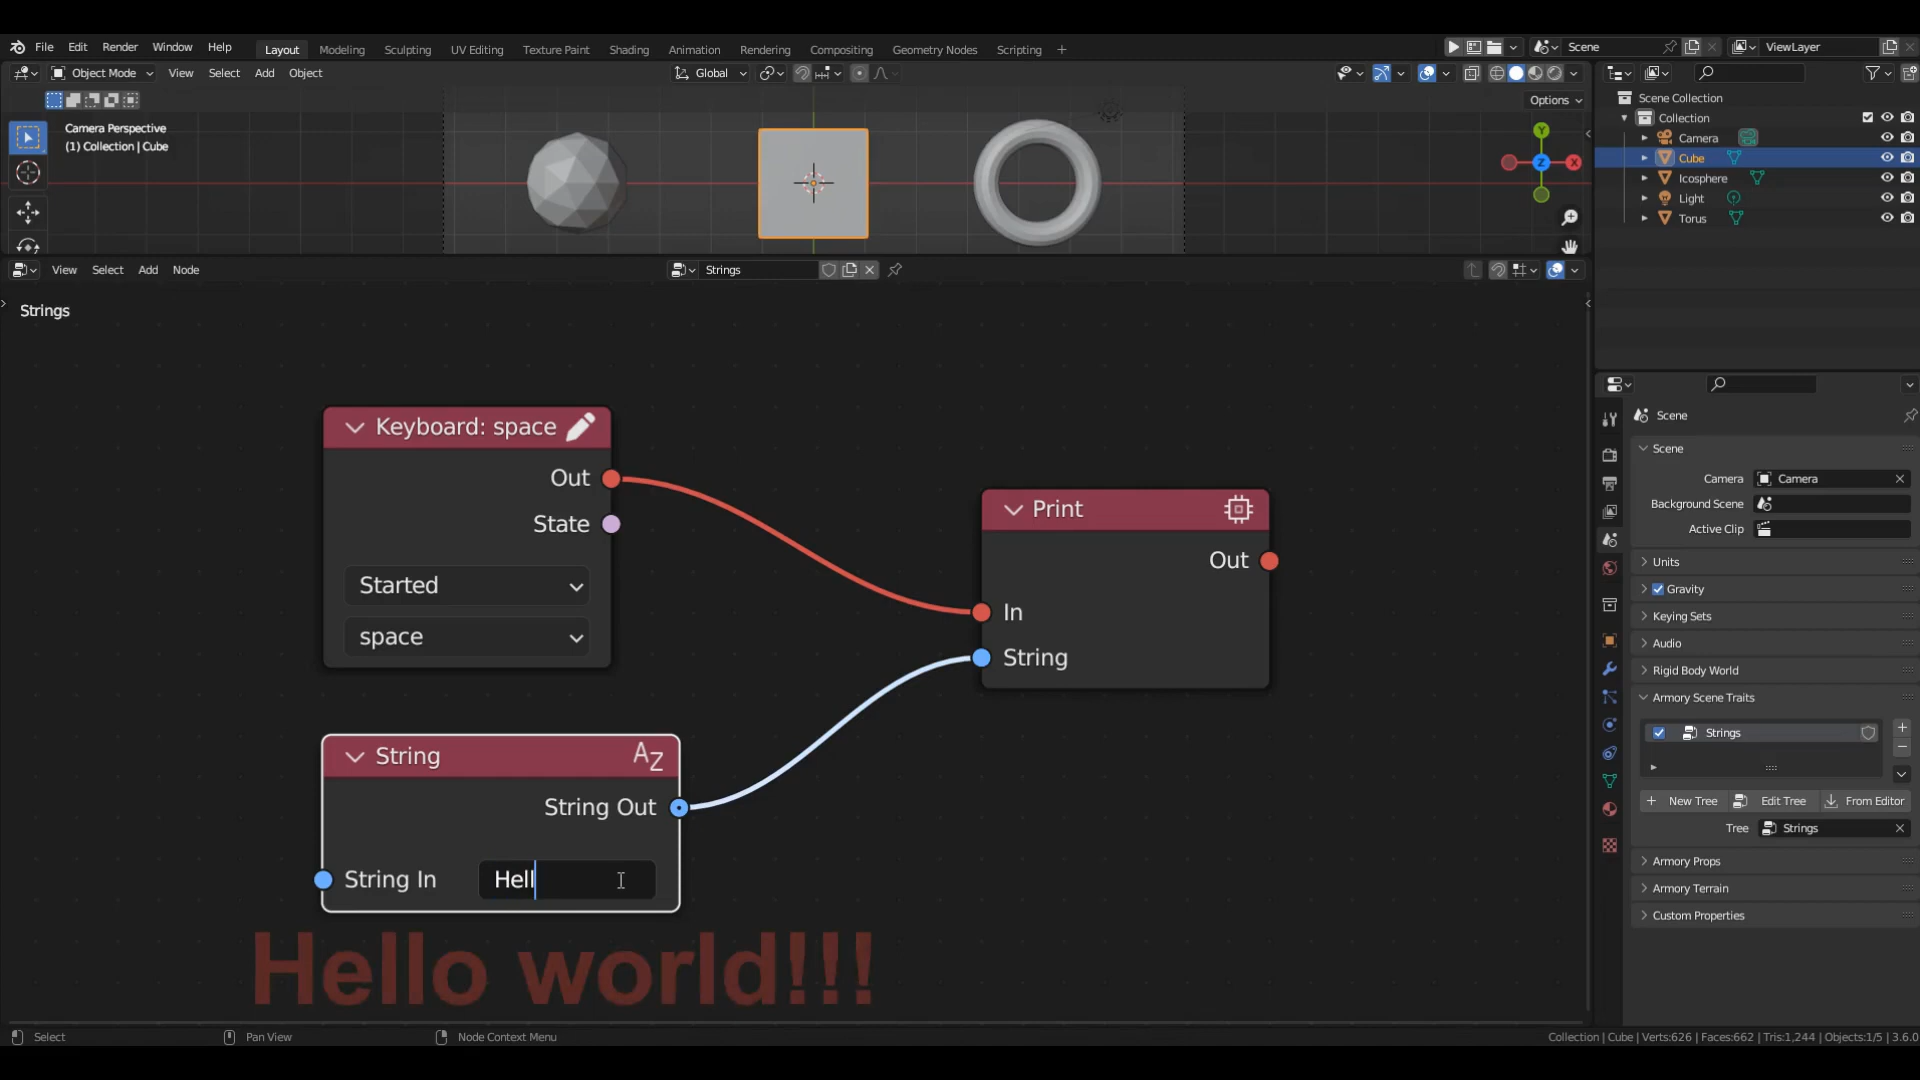 File Edit Render Window Help Layout Modeling Sculpting UV Editing Texture Paint Shading Animation Rendering Compositing Geometry Nodes Scripting + Scene ViewLayer
Object Mode View Select Add Object Global
Options
Camera Perspective
(1) Collection | Cube
Y
X
Z
Scene Collection
Collection
Camera
Cube
Icosphere
Light
Torus
View Select Add Node Strings
Strings
Keyboard: space
Out
State
Started
space
Print
Out
In
String
String
AZ
String Out
String In Hell
Hello world!!!
Scene
Scene
Camera Camera
Background Scene
Active Clip
Units
Gravity
Keying Sets
Audio
Rigid Body World
Armory Scene Traits
Strings
New Tree Edit Tree From Editor
Tree Strings
Armory Props
Armory Terrain
Custom Properties
Select Pan View Node Context Menu Collection | Cube | Verts:626 | Faces:662 | Tris:1,244 | Objects:1/5 | 3.6.0